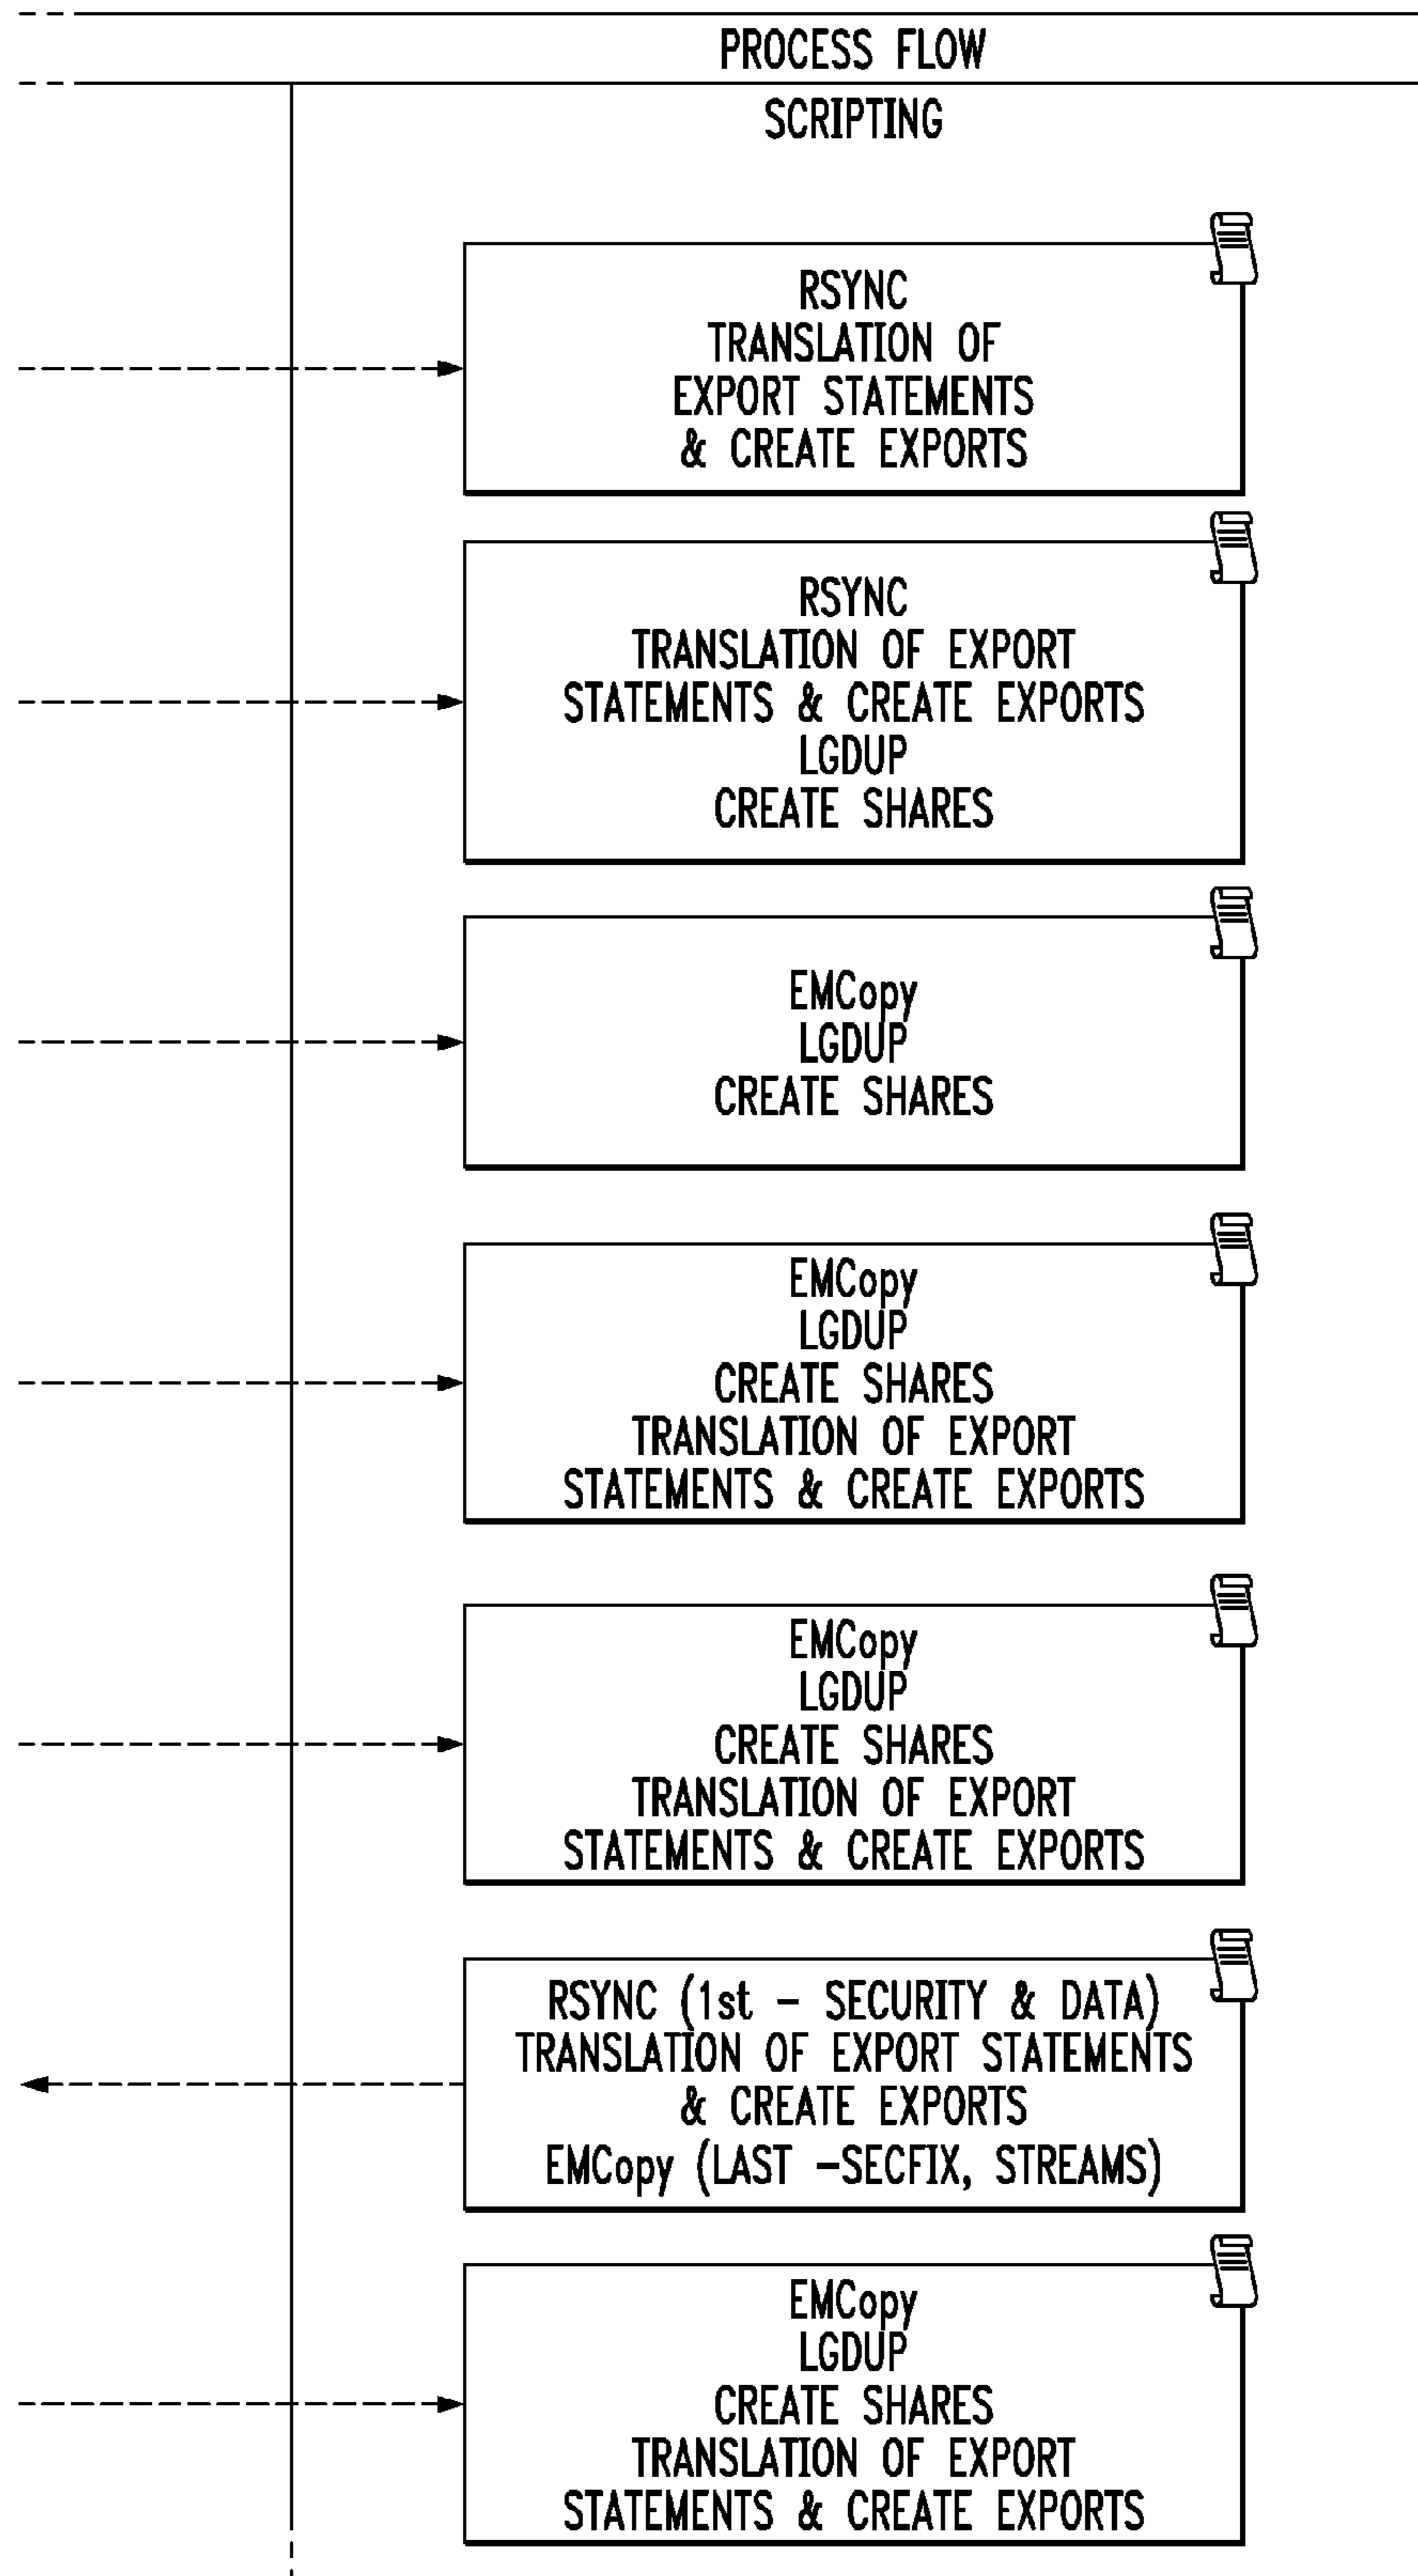 PROCESS FLOW
SCRIPTING
RSYNC
TRANSLATION OF
EXPORT STATEMENTS
& CREATE EXPORTS
RSYNC
TRANSLATION OF EXPORT
STATEMENTS & CREATE EXPORTS
LGDUP
CREATE SHARES
EMCopy
LGDUP
CREATE SHARES
EMCopy
LGDUP
CREATE SHARES
TRANSLATION OF EXPORT
STATEMENTS & CREATE EXPORTS
EMCopy
LGDUP
CREATE SHARES
TRANSLATION OF EXPORT
STATEMENTS & CREATE EXPORTS
RSYNC (1st - SECURITY & DATA)
TRANSLATION OF EXPORT STATEMENTS
& CREATE EXPORTS
EMCopy (LAST -SECFIX, STREAMS)
EMCopy
LGDUP
CREATE SHARES
TRANSLATION OF EXPORT
STATEMENTS & CREATE EXPORTS